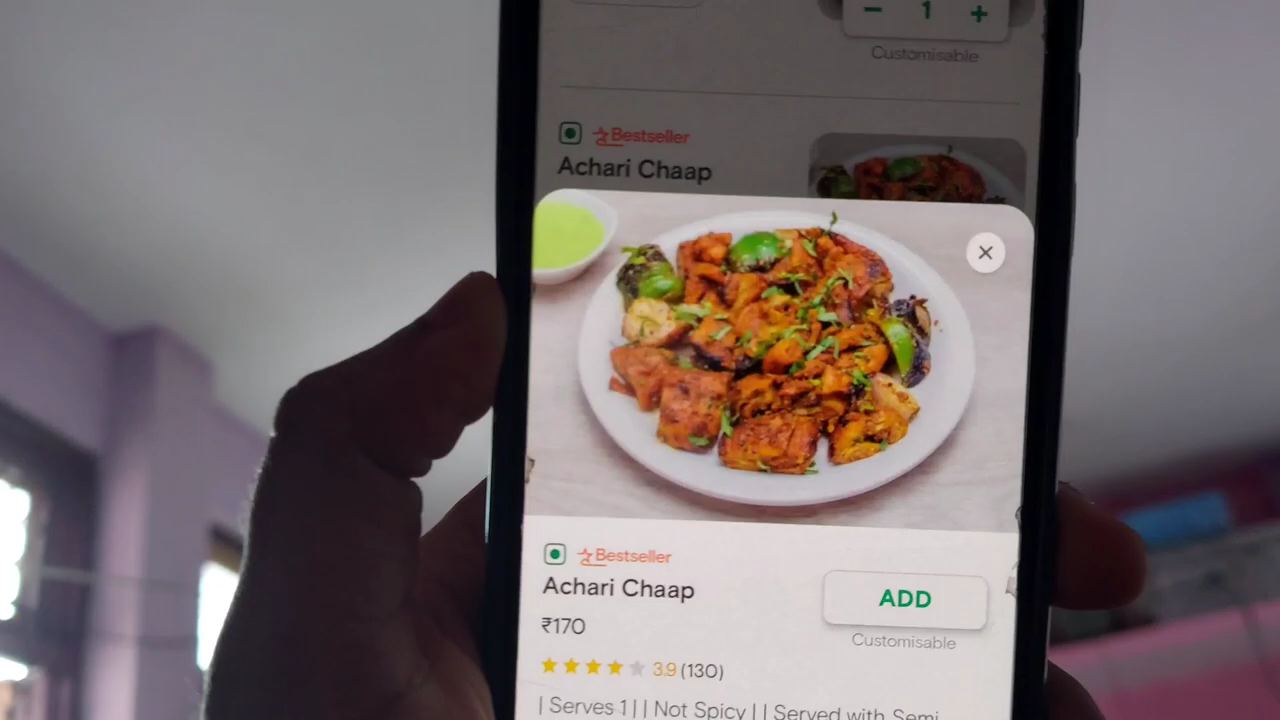 − 1 +
Customisable
Bestseller
Achari Chaap
Bestseller
Achari Chaap
ADD
₹170
Customisable
3.9 (130)
| Serves 1 | | Not Spicy | | Served with Semi